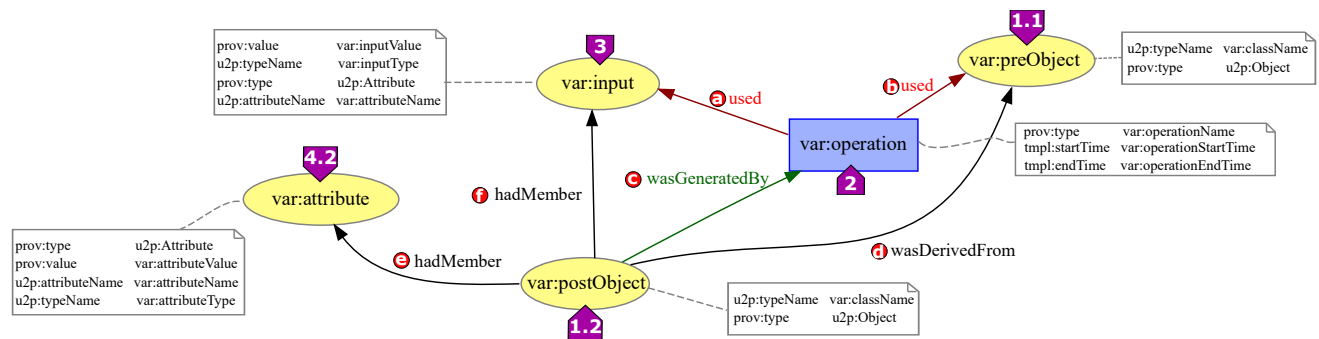 1.1
var:preObject
u2p:typeName var:className
prov:type u2p:Object
3
var:input
prov:value var:inputValue
u2p:typeName var:inputType
prov:type u2p:Attribute
u2p:attributeName var:attributeName
a used
b used
var:operation
2
prov:type var:operationName
tmpl:startTime var:operationStartTime
tmpl:endTime var:operationEndTime
4.2
var:attribute
prov:type u2p:Attribute
prov:value var:attributeValue
u2p:attributeName var:attributeName
u2p:typeName var:attributeType
c wasGeneratedBy
f hadMember
e hadMember
d wasDerivedFrom
var:postObject
1.2
u2p:typeName var:className
prov:type u2p:Object